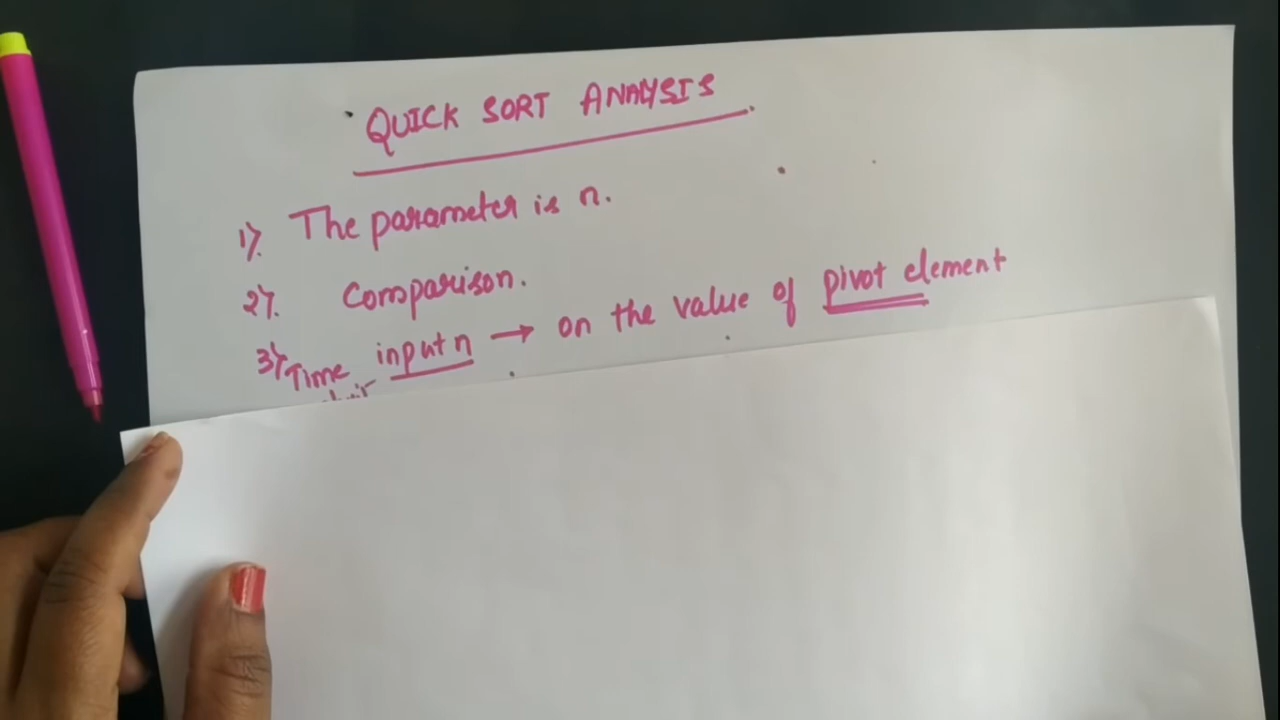 QUICK SORT ANALYSIS
1). The parameter is n.
2). Comparison.
3). Time input n → on the value of pivot element